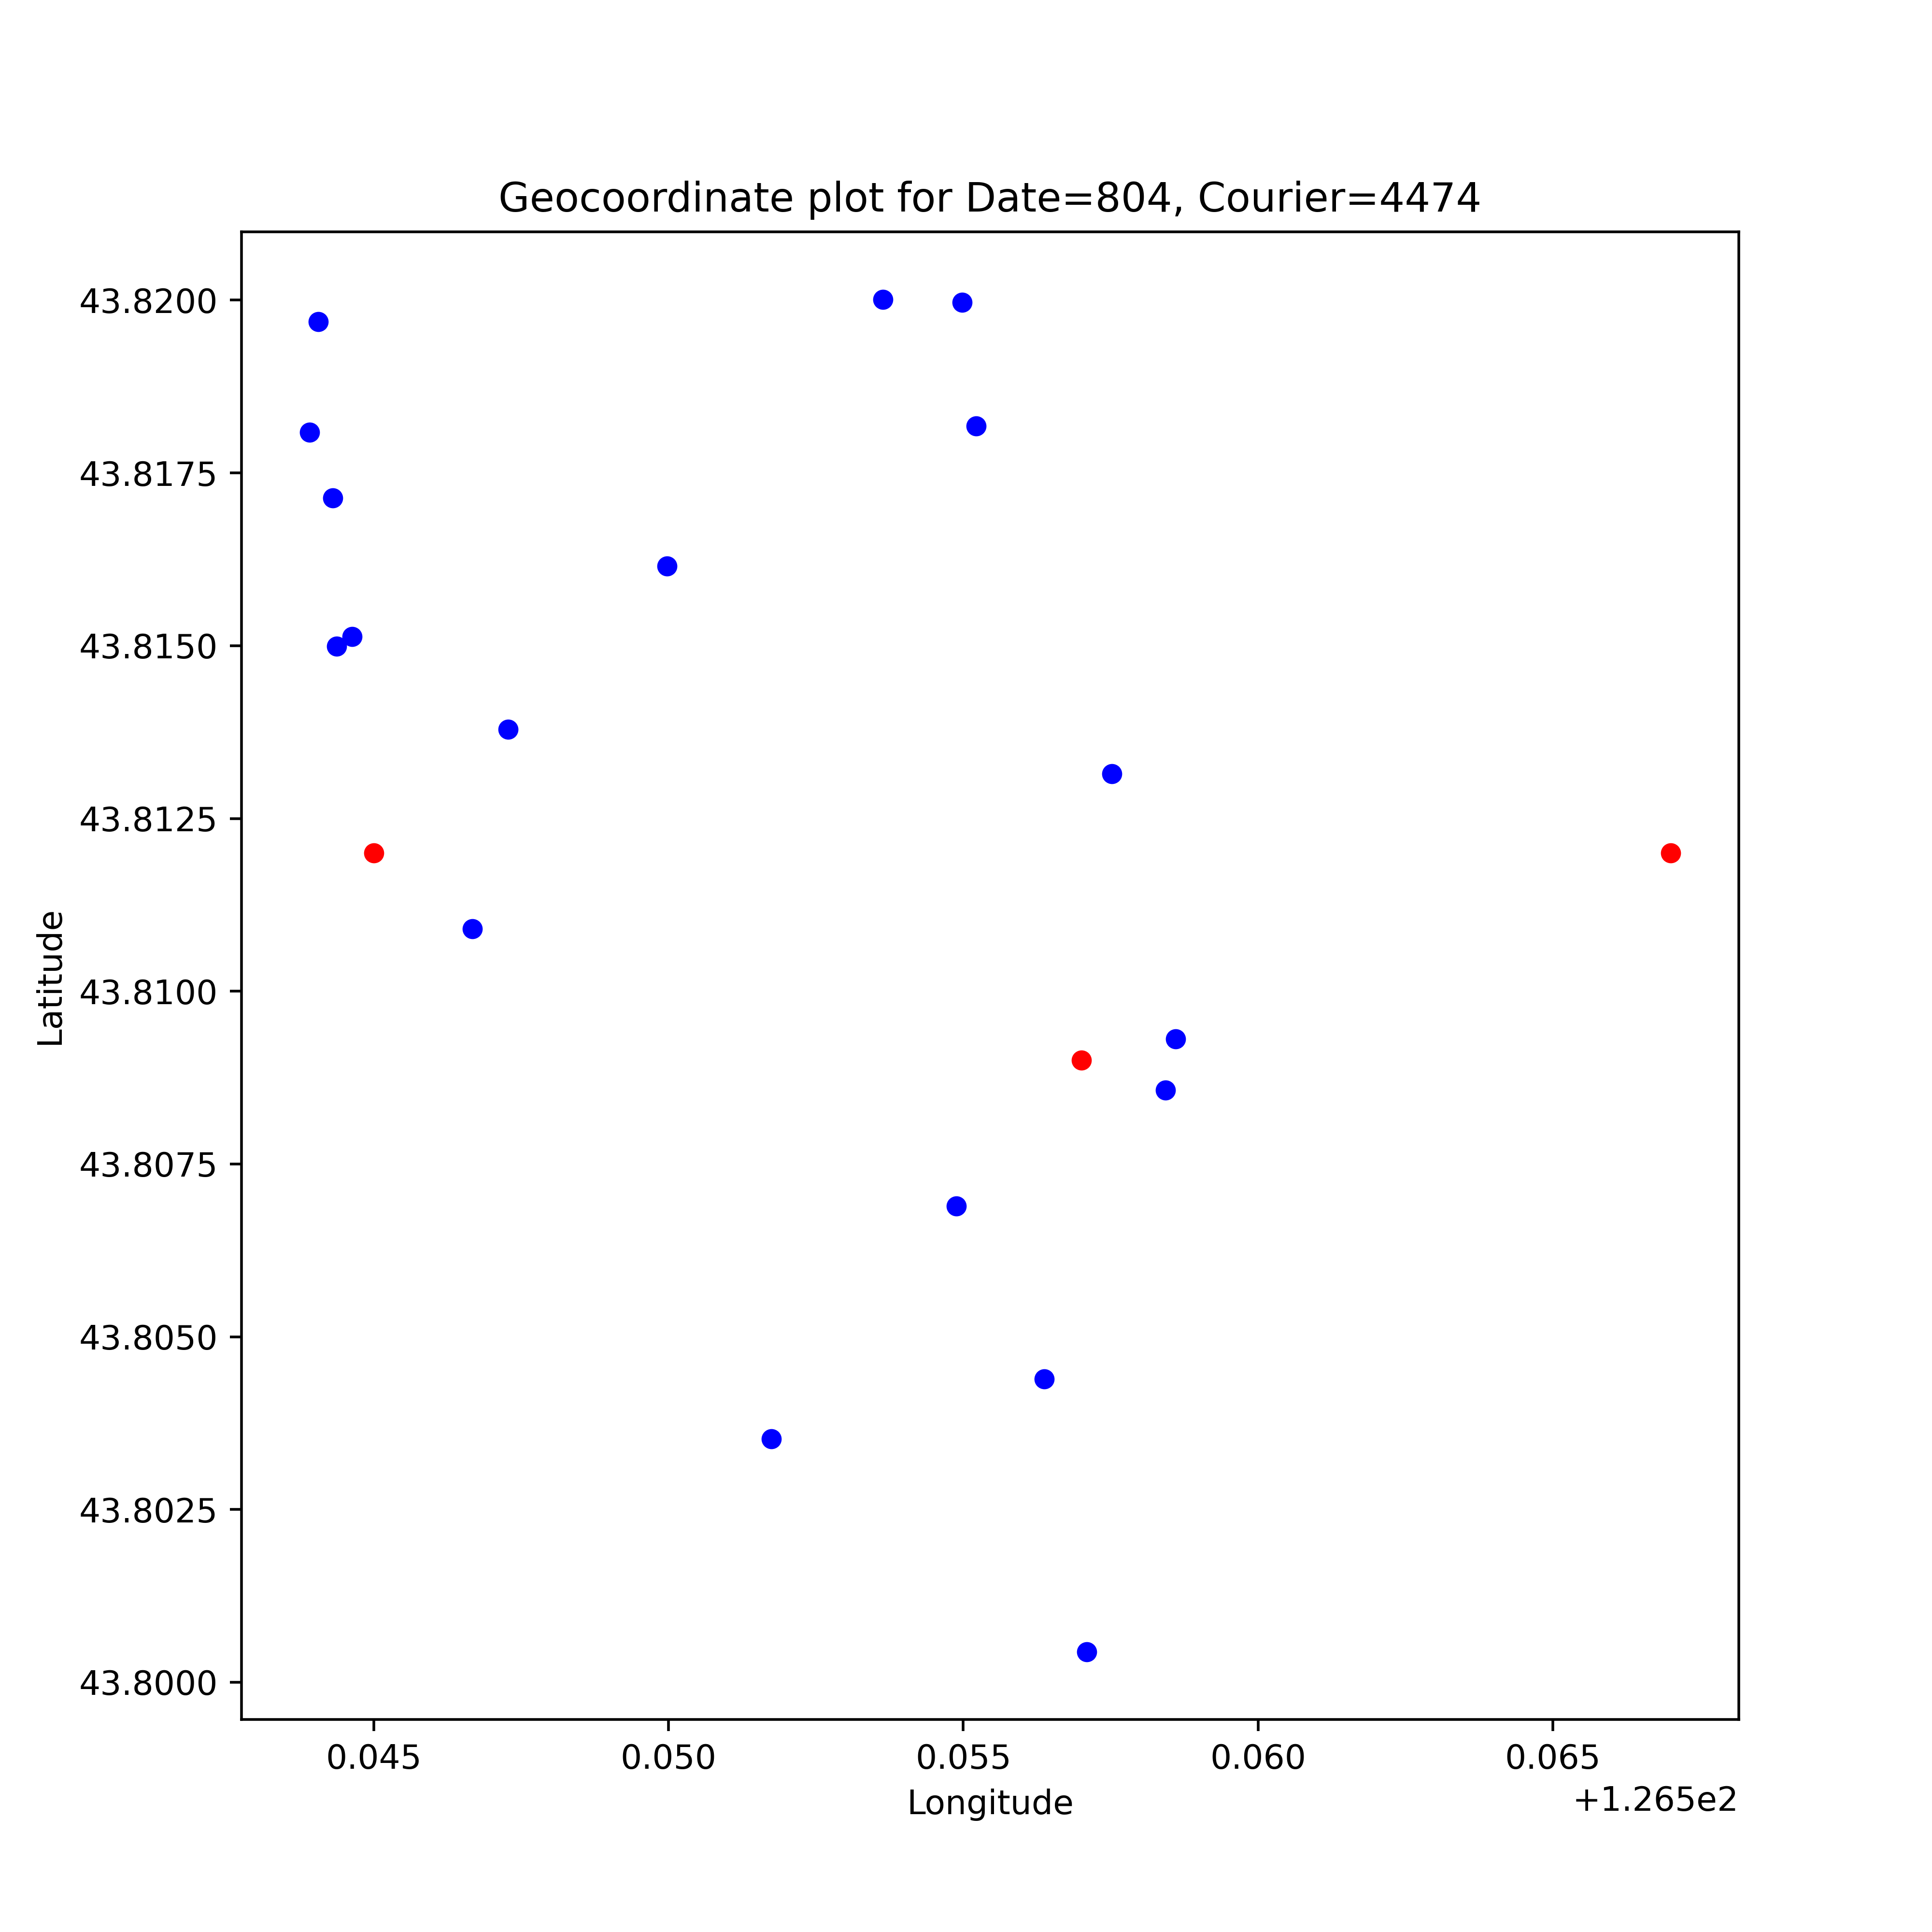 Geocoordinate plot for Date=804, Courier=4474
43.8200
43.8175
43.8150
43.8125
43.8100
43.8075
43.8050
43.8025
43.8000
Latitude
0.045 0.050 0.055 0.060 0.065
Longitude
+1.265e2